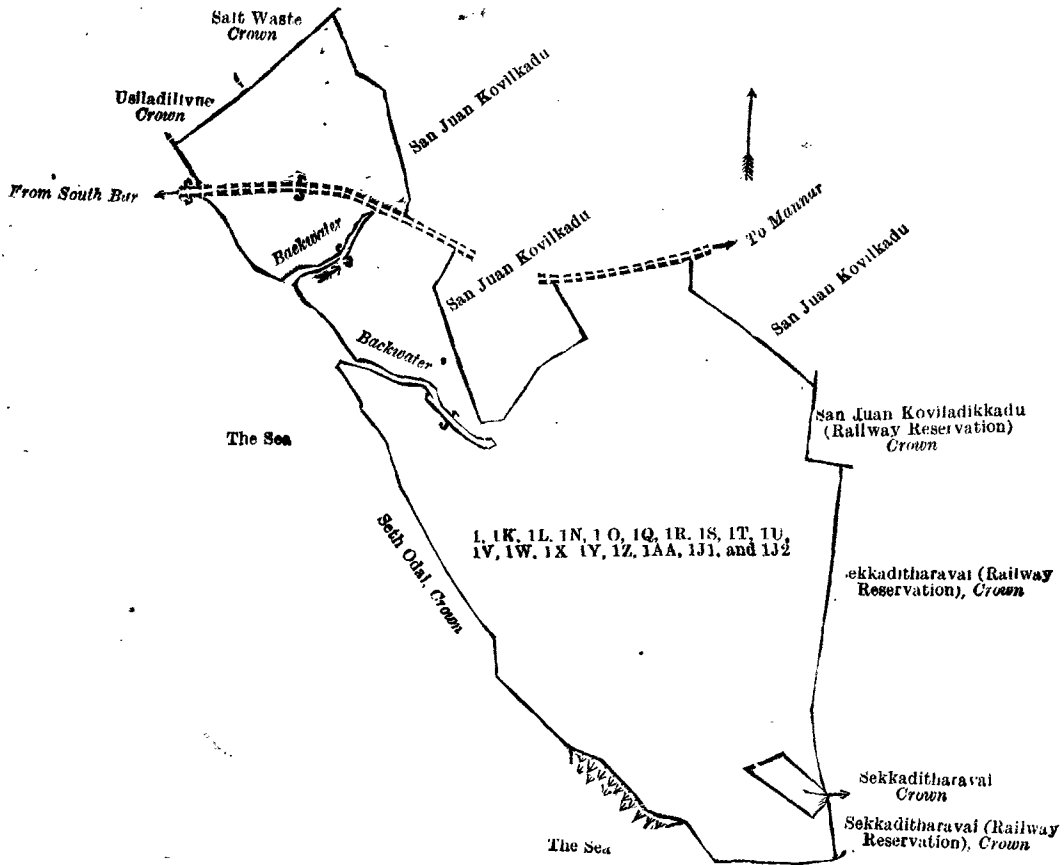 Salt Waste
Crown
Usiladilivne
Crown
San Juan Kovilkadu
From South Bar
Backwater
San Juan Kovilkadu
To Mannar
San Juan Kovilkadu
Backwater
San Juan Koviladikkadu
(Railway Reservation)
Crown
The Sea
Seth Odai, Crown
1, 1K, 1L, 1N, 1 O, 1Q, 1R, 1S, 1T, 1U,
1V, 1W, 1X 1Y, 1Z, 1AA, 1J1, and 1J2
ekkaditharavai (Railway
Reservation), Crown
Sekkaditharavai
Crown
Sekkaditharavai (Railway
Reservation), Crown
The Sea